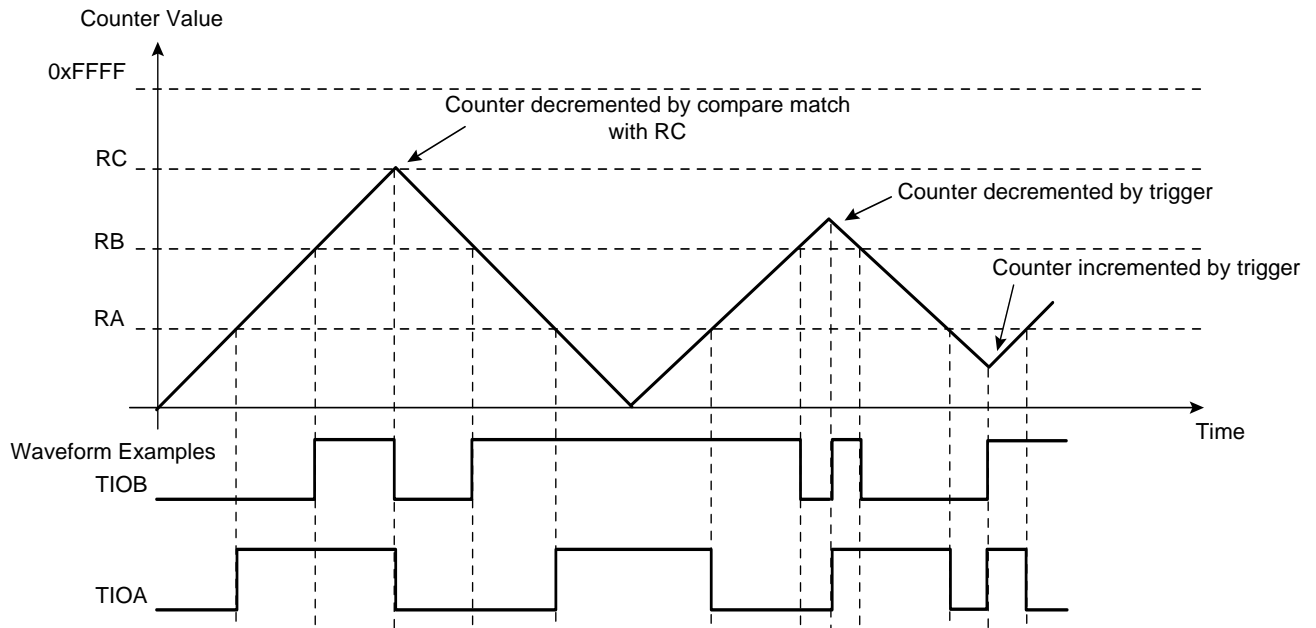 Counter Value
0xFFFF
Counter decremented by compare match
with RC
RC
Counter decremented by trigger
RB
Counter incremented by trigger
RA
Time
Waveform Examples
TIOB
TIOA